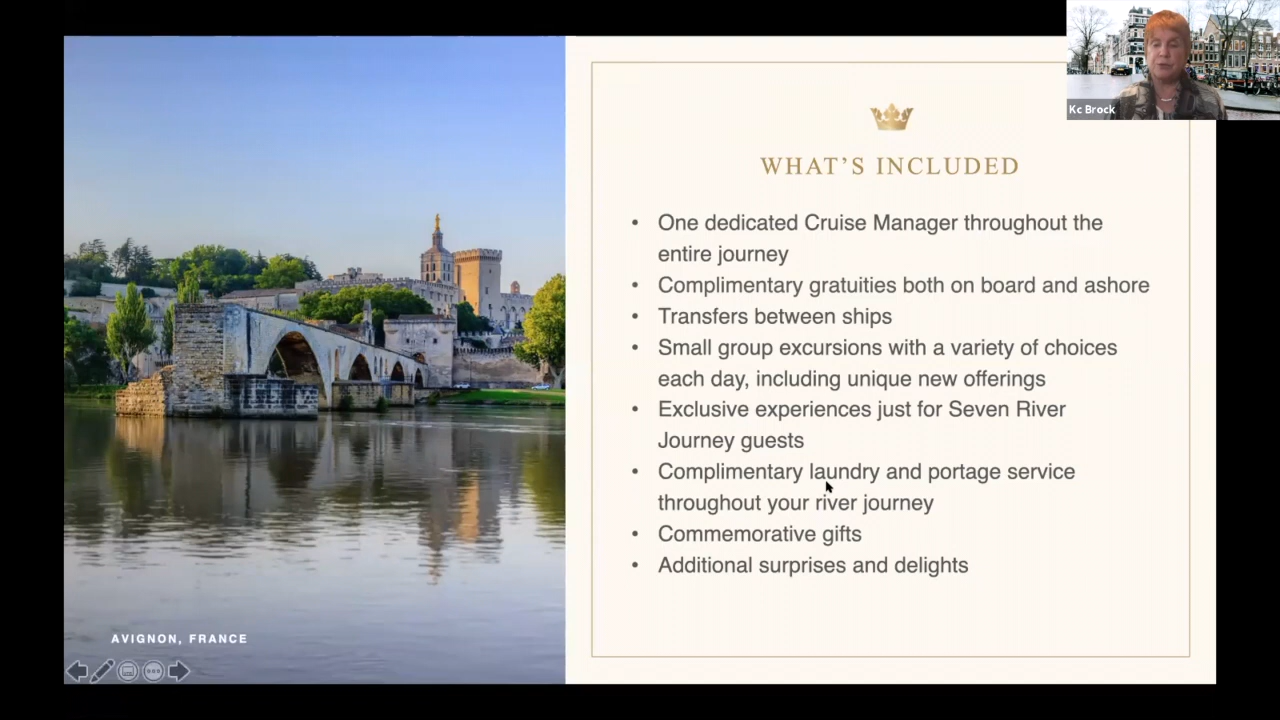 Kc Brock
WHAT'S INCLUDED
• One dedicated Cruise Manager throughout the
entire journey
• Complimentary gratuities both on board and ashore
• Transfers between ships
• Small group excursions with a variety of choices
each day, including unique new offerings
• Exclusive experiences just for Seven River
Journey guests
• Complimentary laundry and portage service
throughout your river journey
• Commemorative gifts
• Additional surprises and delights
AVIGNON, FRANCE